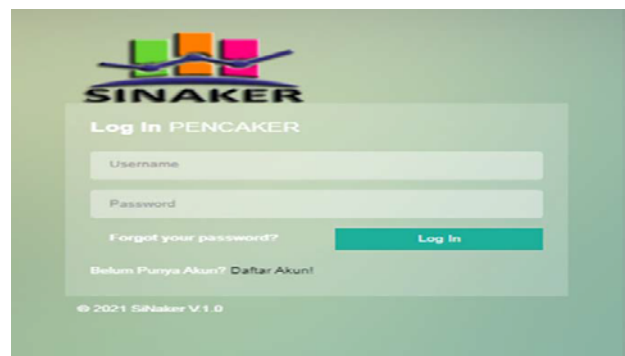 SINAKER
Log In PENCAKER
Username
Password
Forgot your password? Log In
Belum Punya Akun? Daftar Akun!
© 2021 SiNaker V.1.0